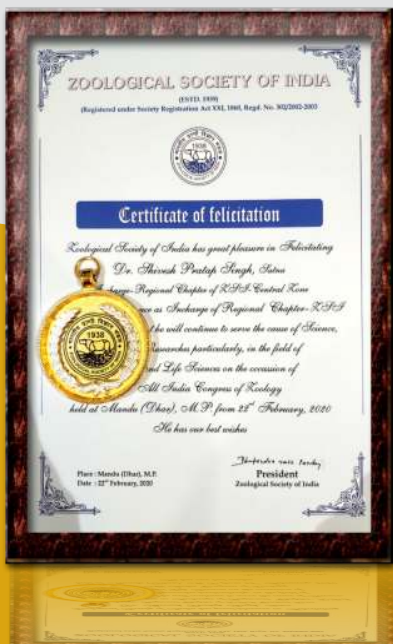 ZOOLOGICAL SOCIETY OF INDIA
(ESTD. 1939)
(Registered under Society Registration Act XXI, 1860, Regd. No. 302/2002-2003
1938
Certificate of felicitation
Zoological Society of India has great pleasure in Felicitating
Dr. Shivesh Pratap Singh, Satna
Incharge-Regional Chapter of ZSI-Central Zone
as Incharge of Regional Chapter-ZSI
he will continue to serve the cause of Science,
Researches particularly, in the field of
1938
and Life Sciences on the occassion of
All India Congress of Zoology
held at Mandu (Dhar), M.P. from 22nd February, 2020
He has our best wishes
Place : Mandu (Dhar), M.P.
Date : 22nd February, 2020
President
Zoological Society of India